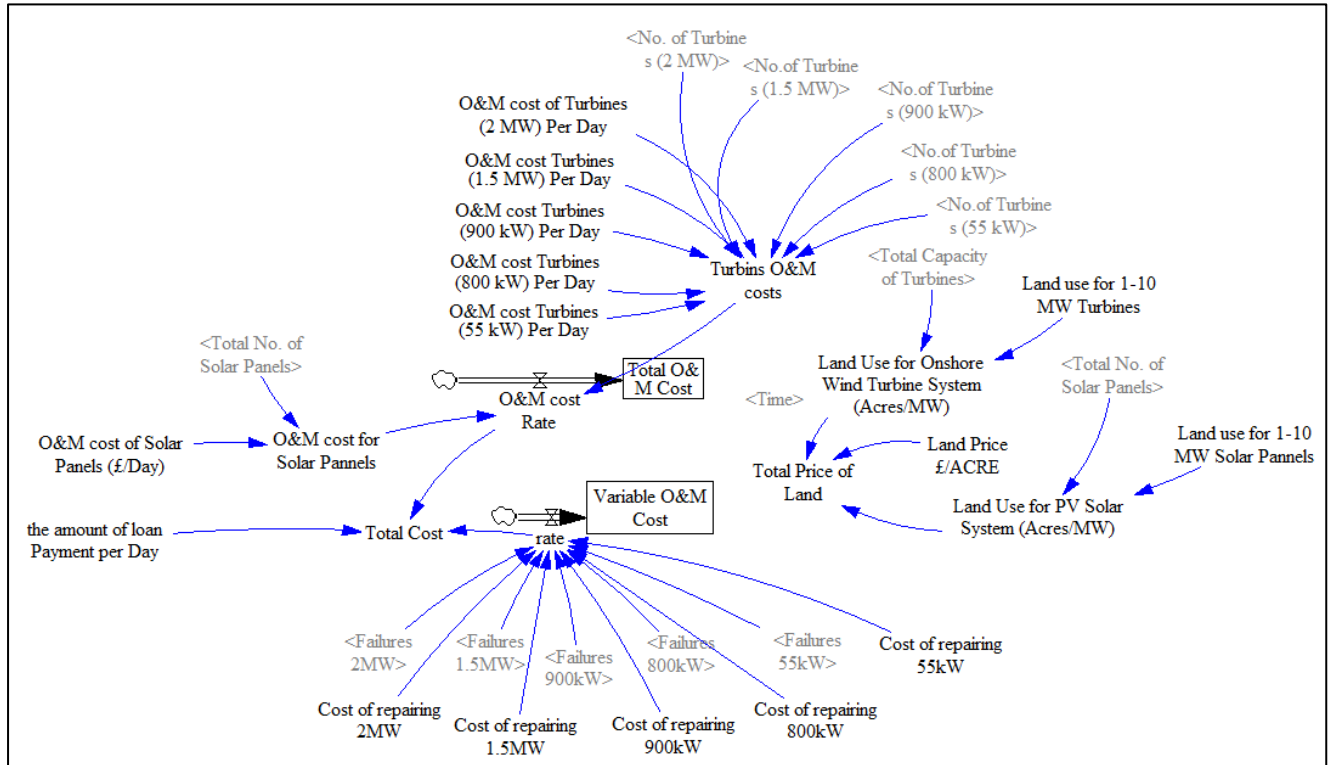 <No. of Turbine
s (2 MW)>
<No.of Turbine
s (1.5 MW)>
<No.of Turbine
s (900 kW)>
O&M cost of Turbines
(2 MW) Per Day
<No.of Turbine
s (800 kW)>
O&M cost Turbines
(1.5 MW) Per Day
<No.of Turbine
s (55 kW)>
O&M cost Turbines
(900 kW) Per Day
<Total Capacity
of Turbines>
O&M cost Turbines
(800 kW) Per Day
Turbins O&M
costs
Land use for 1-10
MW Turbines
O&M cost Turbines
(55 kW) Per Day
<Total No. of
Solar Panels>
Total O&
M Cost
Land Use for Onshore
Wind Turbine System
(Acres/MW)
<Total No. of
Solar Panels>
O&M cost
Rate
<Time>
O&M cost of Solar
Panels (£/Day)
O&M cost for
Solar Pannels
Land Price
£/ACRE
Land use for 1-10
MW Solar Pannels
Total Price of
Land
Variable O&M
Cost
Land Use for PV Solar
System (Acres/MW)
the amount of loan
Payment per Day
Total Cost
rate
<Failures
2MW>
<Failures
1.5MW>
<Failures
900kW>
<Failures
800kW>
<Failures
55kW>
Cost of repairing
55kW
Cost of repairing
2MW
Cost of repairing
1.5MW
Cost of repairing
900kW
Cost of repairing
800kW